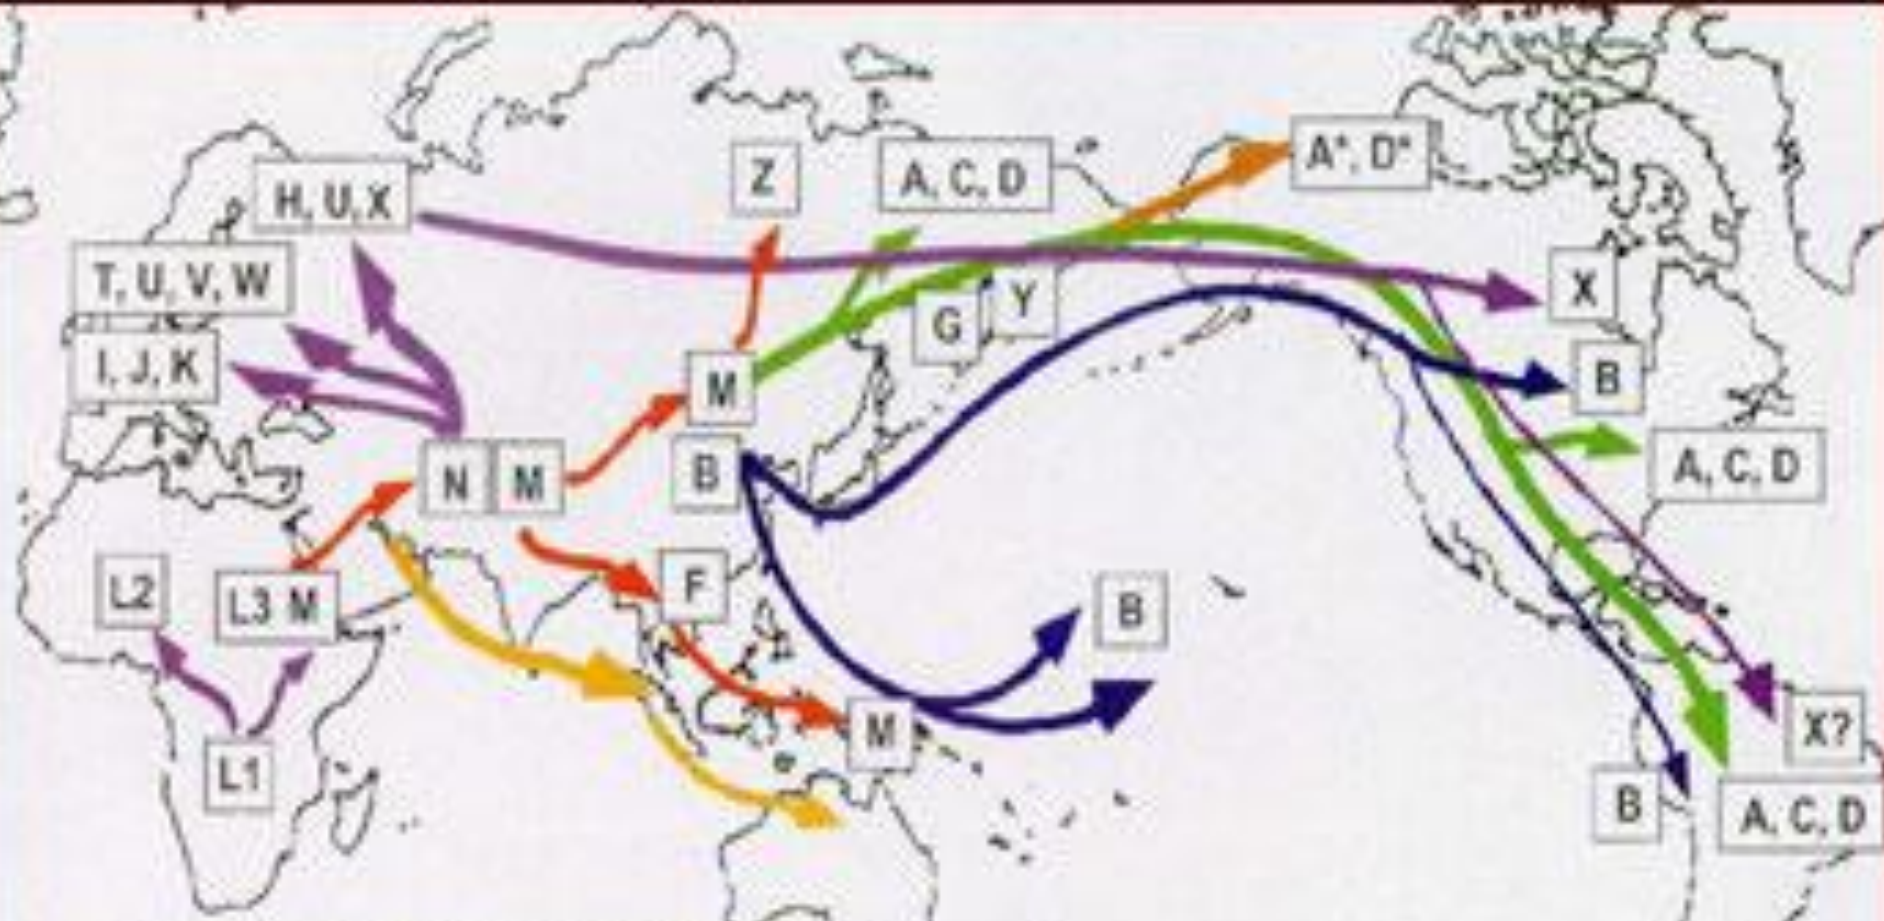 A*, D*
Z
A, C, D
H, U, X
T, U, V, W
X
G
Y
I, J, K
M
B
B
N
M
A, C, D
L2
L3 M
F
B
M
X?
L1
B
A, C, D